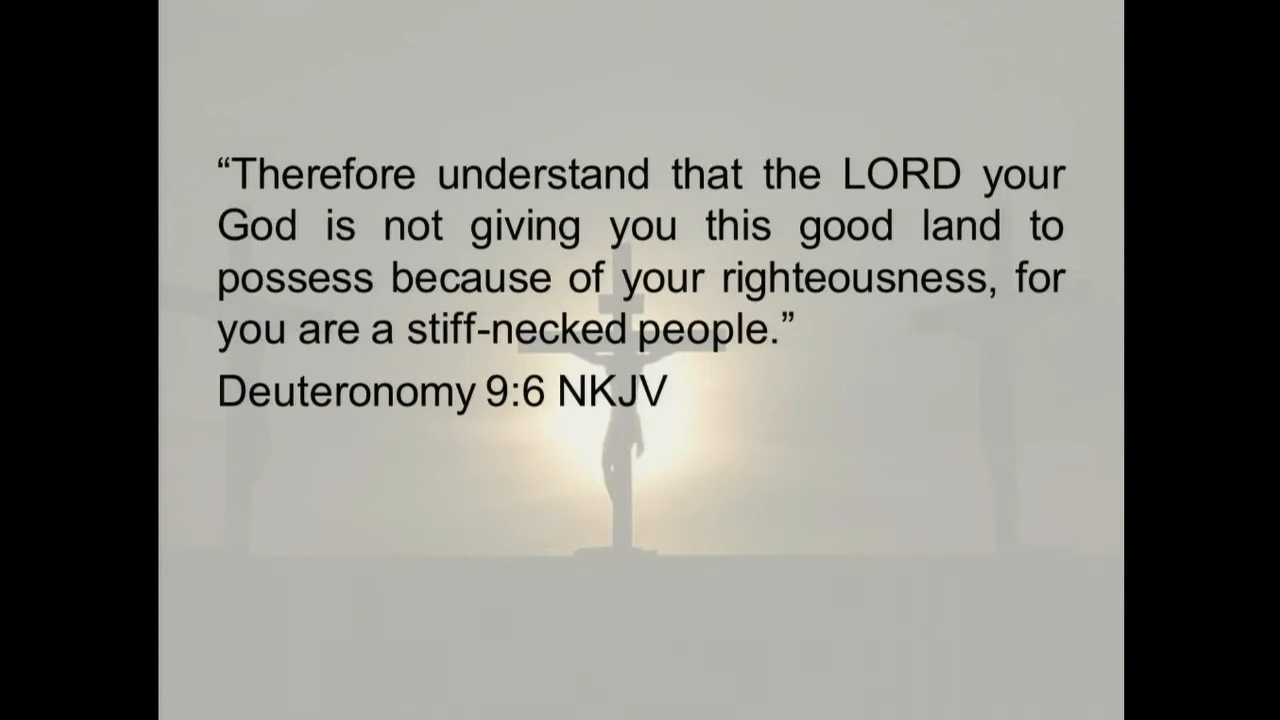 “Therefore understand that the LORD your
God is not giving you this good land to
possess because of your righteousness, for
you are a stiff-necked people.”
Deuteronomy 9:6 NKJV